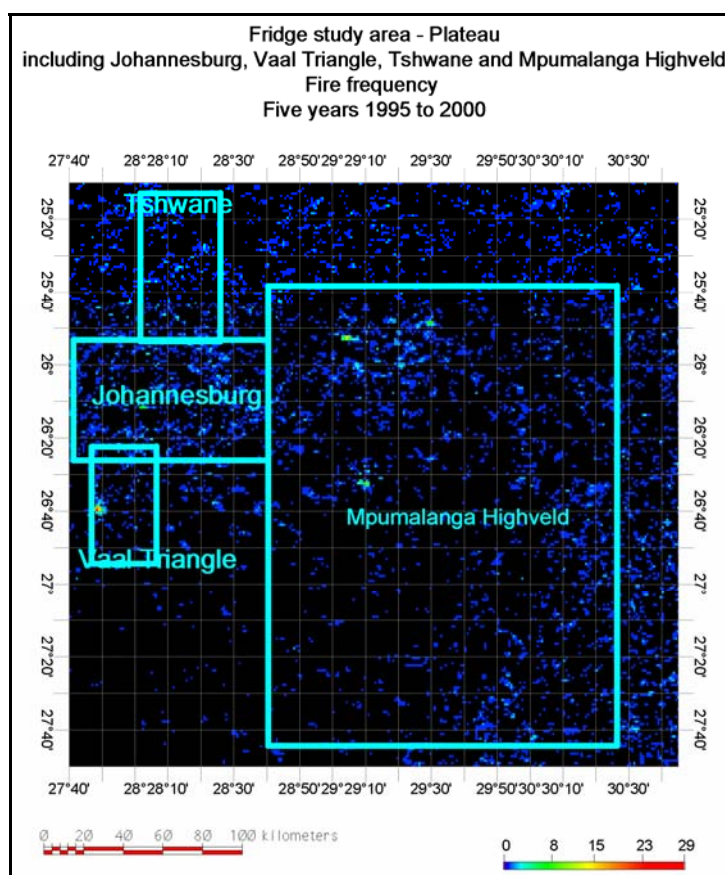 Fridge study area - Plateau
including Johannesburg, Vaal Triangle, Tshwane and Mpumalanga Highveld
Fire frequency
Five years 1995 to 2000
27°40' 28°28°10' 28°30' 28°50'29°29°10' 29°30' 29°50'30°30°10' 30°30'
Tshwane
25°20' 25°20'
25°40' 25°40'
26° 26°
Johannesburg
26°20' 26°20'
26°40' 26°40'
Mpumalanga Highveld
Vaal Triangle
27° 27°
27°20' 27°20'
27°40' 27°40'
27°40' 28°28°10' 28°30' 28°50'29°29°10' 29°30' 29°50'30°30°10' 30°30'
0 20 40 60 80 100 kilometers
0 8 15 23 29